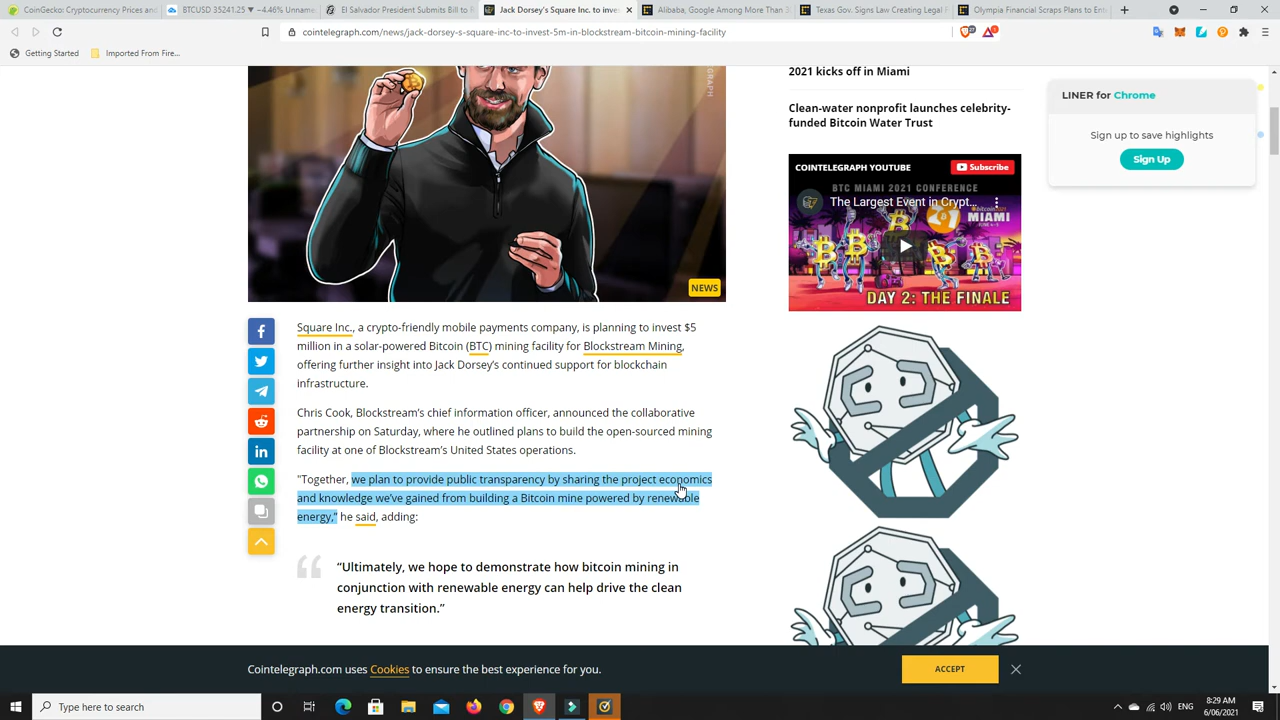 CoinGecko: Cryptocurrency Prices and
BTCUSD 35241.25 ▼ −4.46% Unname
El Salvador President Submits Bill to
Jack Dorsey's Square Inc. to inves
Alibaba, Google Among More Than 3
Texas Gov. Signs Law Creating Legal F
Olympia Financial Scraps Plans to Ente
cointelegraph.com/news/jack-dorsey-s-square-inc-to-invest-5m-in-blockstream-bitcoin-mining-facility
Getting Started
Imported From Fire...
GRAPH
NEWS
Square Inc., a crypto-friendly mobile payments company, is planning to invest $5
million in a solar-powered Bitcoin (BTC) mining facility for Blockstream Mining,
offering further insight into Jack Dorsey's continued support for blockchain
infrastructure.
Chris Cook, Blockstream's chief information officer, announced the collaborative
partnership on Saturday, where he outlined plans to build the open-sourced mining
facility at one of Blockstream's United States operations.
"Together, we plan to provide public transparency by sharing the project economics
and knowledge we've gained from building a Bitcoin mine powered by renewable
energy," he said, adding:
“Ultimately, we hope to demonstrate how bitcoin mining in
conjunction with renewable energy can help drive the clean
energy transition.”
2021 kicks off in Miami
Clean-water nonprofit launches celebrity-
funded Bitcoin Water Trust
COINTELEGRAPH YOUTUBE
Subscribe
BTC MIAMI 2021 CONFERENCE
The Largest Event in Crypt...
MIAMI
DAY 2: THE FINALE
LINER for Chrome
Sign up to save highlights
Sign Up
Cointelegraph.com uses Cookies to ensure the best experience for you.
ACCEPT
Type here to search
ENG
8:29 AM
6/06/2021